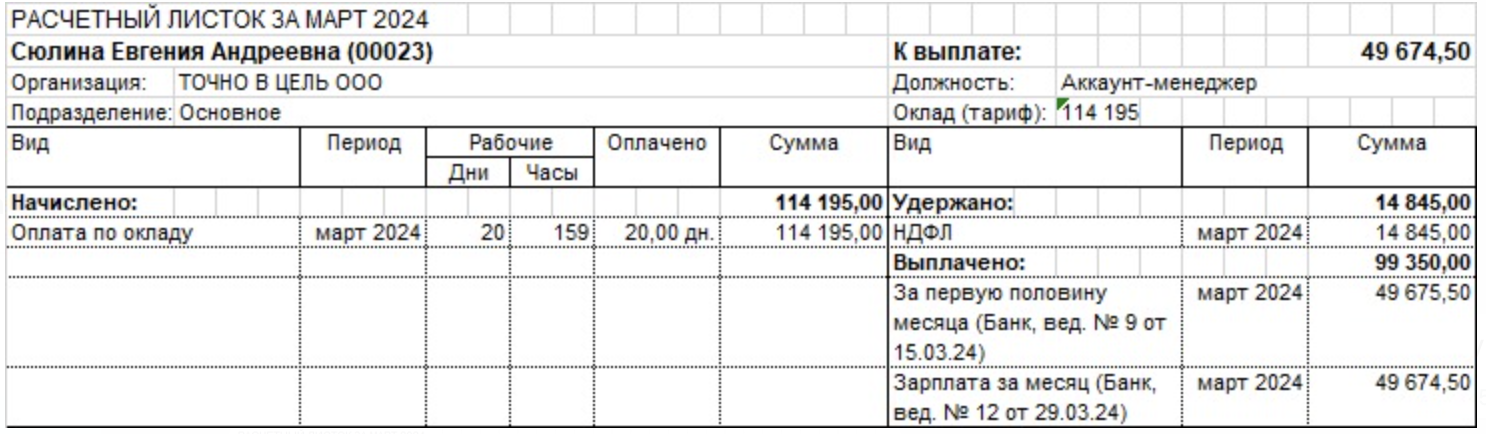 РАСЧЕТНЫЙ ЛИСТОК ЗА МАРТ 2024
Сюлина Евгения Андреевна (00023) К выплате: 49 674,50
Организация: ТОЧНО В ЦЕЛЬ ООО Должность: Аккаунт-менеджер
Подразделение: Основное Оклад (тариф): 114 195
Вид Период Рабочие Оплачено Сумма Вид Период Сумма
Дни Часы
Начислено: 114 195,00 Удержано: 14 845,00
Оплата по окладу март 2024 20 159 20,00 дн. 114 195,00 НДФЛ март 2024 14 845,00
Выплачено: 99 350,00
За первую половину март 2024 49 675,50
месяца (Банк, вед. № 9 от
15.03.24)
Зарплата за месяц (Банк, март 2024 49 674,50
вед. № 12 от 29.03.24)